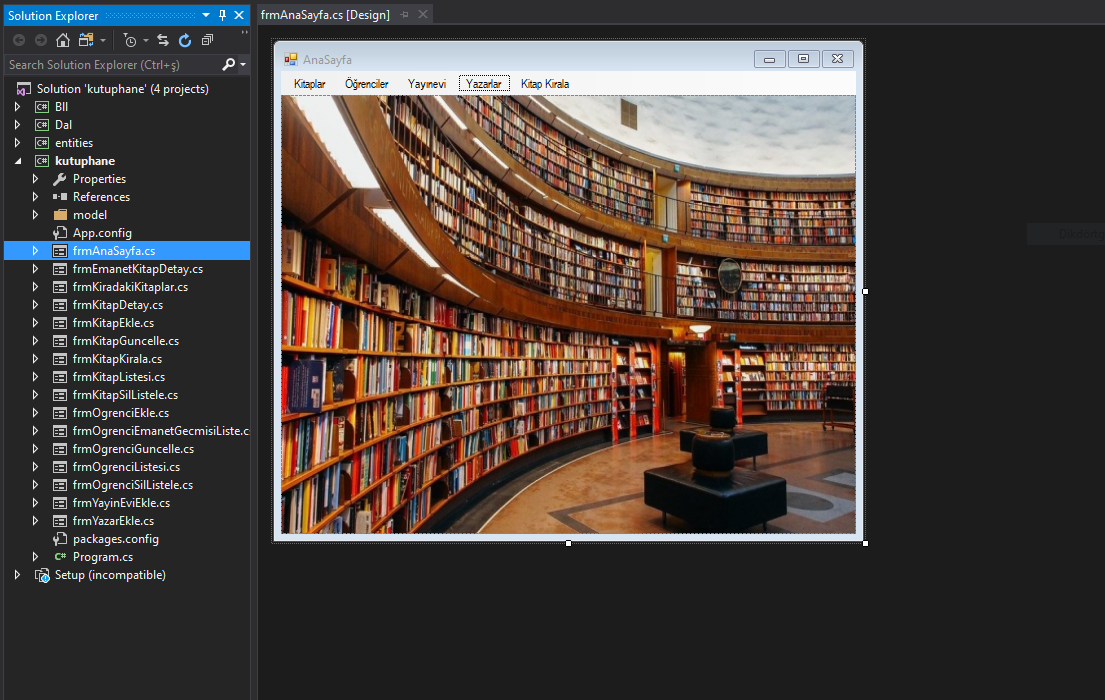 Solution Explorer
Search Solution Explorer (Ctrl+ş)
Solution 'kutuphane' (4 projects)
Bll
Dal
entities
kutuphane
Properties
References
model
App.config
frmAnaSayfa.cs
frmEmanetKitapDetay.cs
frmKiradakiKitaplar.cs
frmKitapDetay.cs
frmKitapEkle.cs
frmKitapGuncelle.cs
frmKitapKirala.cs
frmKitapListesi.cs
frmKitapSilListele.cs
frmOgrenciEkle.cs
frmOgrenciEmanetGecmisiListe.c
frmOgrenciGuncelle.cs
frmOgrenciListesi.cs
frmOgrenciSilListele.cs
frmYayinEviEkle.cs
frmYazarEkle.cs
packages.config
Program.cs
Setup (incompatible)
frmAnaSayfa.cs [Design]
AnaSayfa
Kitaplar Öğrenciler Yayınevi Yazarlar Kitap Kirala